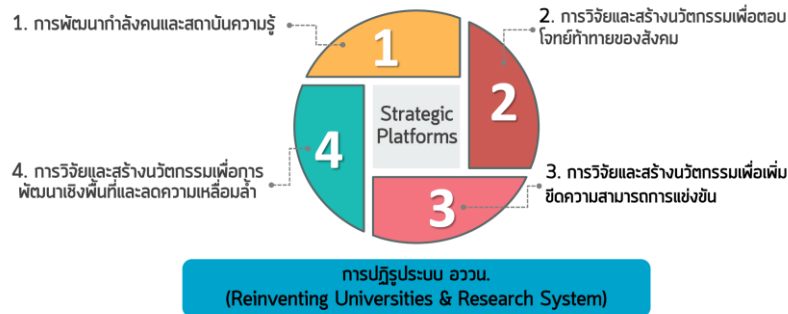 1. การพัฒนากำลังคนและสถาบันความรู้
1
2. การวิจัยและสร้างนวัตกรรมเพื่อตอบ
โจทย์ท้าทายของสังคม
2
Strategic
Platforms
4
4. การวิจัยและสร้างนวัตกรรมเพื่อการ
พัฒนาเชิงพื้นที่และลดความเหลื่อมล้ำ
3. การวิจัยและสร้างนวัตกรรมเพื่อเพิ่ม
ขีดความสามารถการแข่งขัน
3
การปฏิรูประบบ อววน.
(Reinventing Universities & Research System)